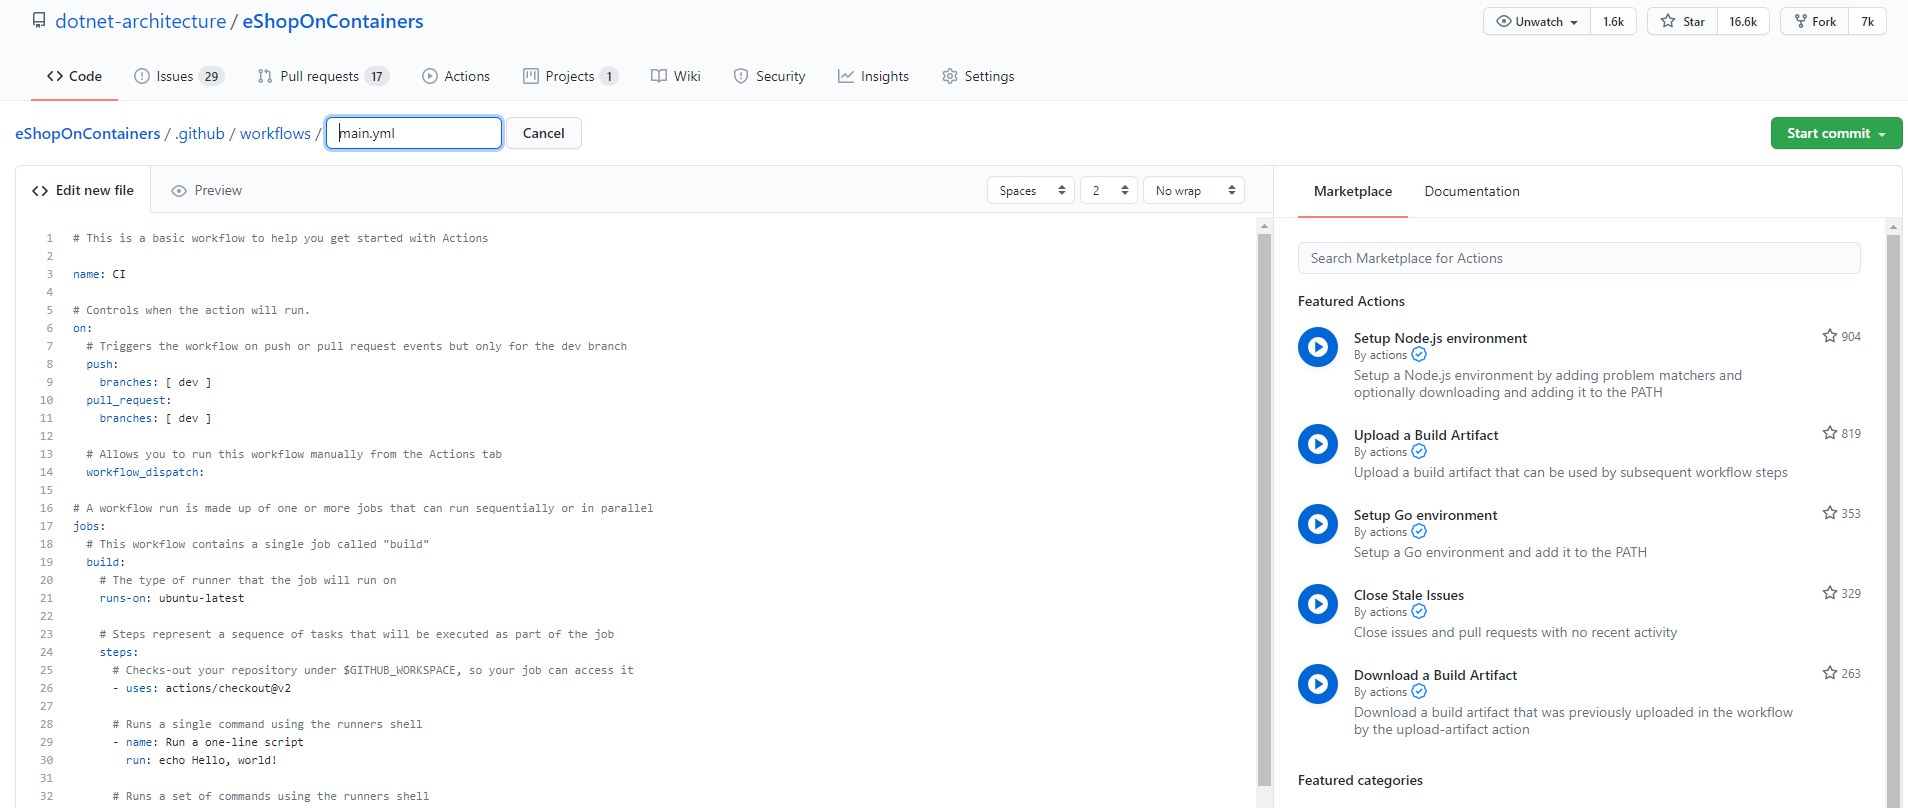 dotnet-architecture / eShopOnContainers
Unwatch 1.6k Star 16.6k Fork 7k
Code Issues 29 Pull requests 17 Actions Projects 1 Wiki Security Insights Settings
eShopOnContainers / .github / workflows / main.yml Cancel Start commit
Edit new file Preview Spaces 2 No wrap
1 # This is a basic workflow to help you get started with Actions
2
3 name: CI
4
5 # Controls when the action will run.
6 on:
7 # Triggers the workflow on push or pull request events but only for the dev branch
8 push:
9 branches: [ dev ]
10 pull_request:
11 branches: [ dev ]
12
13 # Allows you to run this workflow manually from the Actions tab
14 workflow_dispatch:
15
16 # A workflow run is made up of one or more jobs that can run sequentially or in parallel
17 jobs:
18 # This workflow contains a single job called "build"
19 build:
20 # The type of runner that the job will run on
21 runs-on: ubuntu-latest
22
23 # Steps represent a sequence of tasks that will be executed as part of the job
24 steps:
25 # Checks-out your repository under $GITHUB_WORKSPACE, so your job can access it
26 - uses: actions/checkout@v2
27
28 # Runs a single command using the runners shell
29 - name: Run a one-line script
30 run: echo Hello, world!
31
32 # Runs a set of commands using the runners shell
Marketplace Documentation
Search Marketplace for Actions
Featured Actions
Setup Node.js environment 904
By actions
Setup a Node.js environment by adding problem matchers and
optionally downloading and adding it to the PATH
Upload a Build Artifact 819
By actions
Upload a build artifact that can be used by subsequent workflow steps
Setup Go environment 353
By actions
Setup a Go environment and add it to the PATH
Close Stale Issues 329
By actions
Close issues and pull requests with no recent activity
Download a Build Artifact 263
By actions
Download a build artifact that was previously uploaded in the workflow
by the upload-artifact action
Featured categories